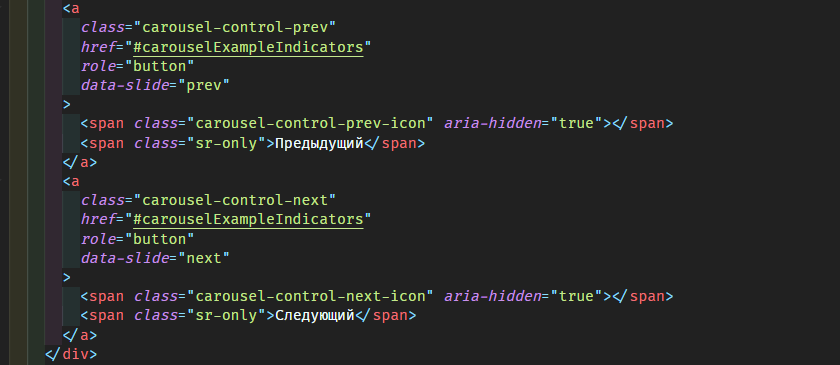 <a
class="carousel-control-prev"
href="#carouselExampleIndicators"
role="button"
data-slide="prev"
>
<span class="carousel-control-prev-icon" aria-hidden="true"></span>
<span class="sr-only">Предыдущий</span>
</a>
<a
class="carousel-control-next"
href="#carouselExampleIndicators"
role="button"
data-slide="next"
>
<span class="carousel-control-next-icon" aria-hidden="true"></span>
<span class="sr-only">Следующий</span>
</a>
</div>